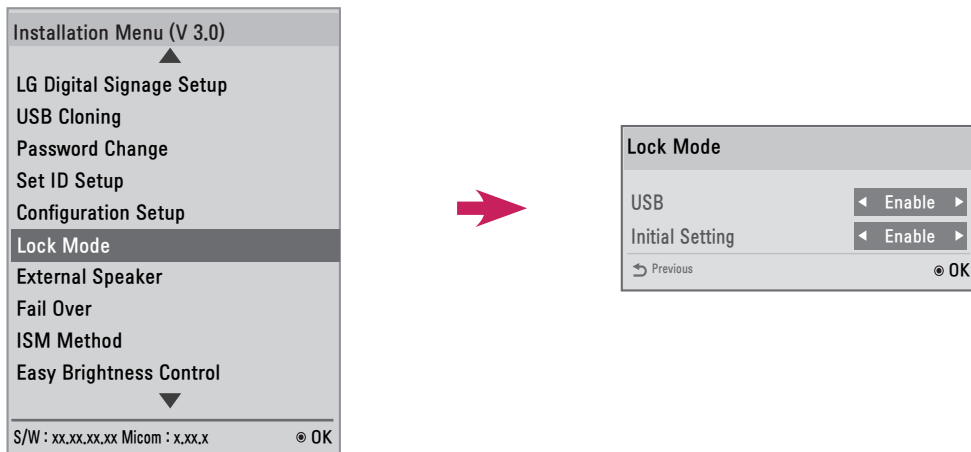 Installation Menu (V 3.0)
LG Digital Signage Setup
USB Cloning
Password Change
Set ID Setup
Configuration Setup
Lock Mode
External Speaker
Fail Over
ISM Method
Easy Brightness Control
S/W : xx.xx.xx.xx Micom : x.xx.x ◉ OK
Lock Mode
USB ◀ Enable ▶
Initial Setting ◀ Enable ▶
Previous ◉ OK